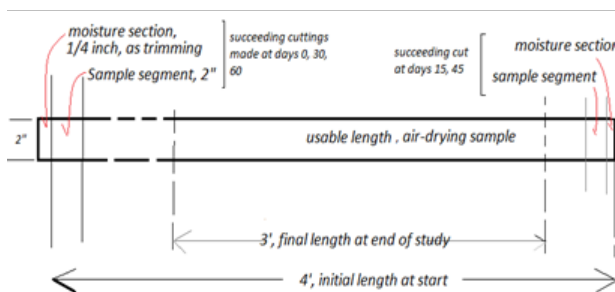 moisture section,
1/4 inch, as trimming
Sample segment, 2"
succeeding cuttings
made at days 0, 30,
60
succeeding cut
at days 15, 45
moisture section
sample segment
2"
usable length , air-drying sample
3', final length at end of study
4', initial length at start